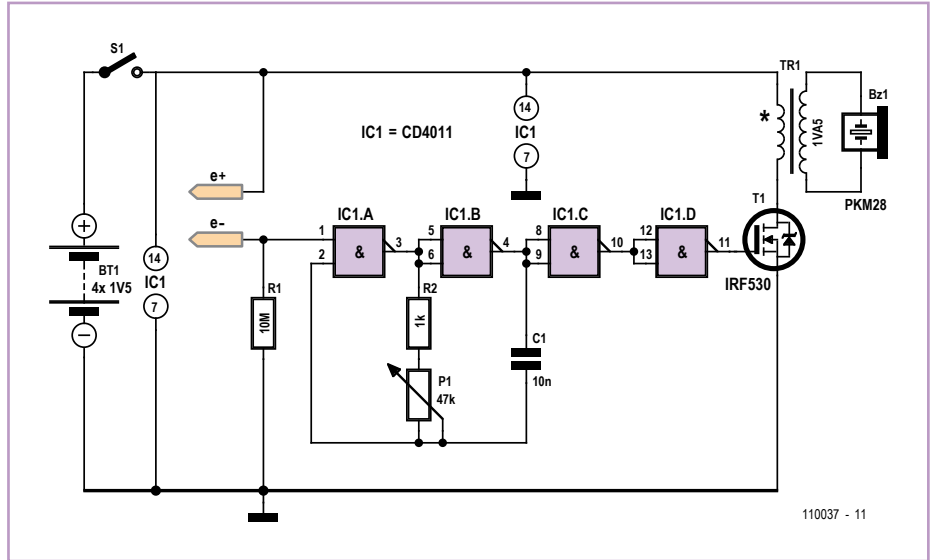 S1
TR1
Bz1
*
1VA5
PKM28
14
IC1
7
IC1 = CD4011
e+
e-
T1
IRF530
IC1.A
IC1.B
IC1.C
IC1.D
1
2
&
3
5
6
&
4
8
9
&
10
12
13
&
11
+
BT1
4x 1V5
−
14
IC1
7
R1
10M
R2
1k
P1
47k
C1
10n
110037 - 11